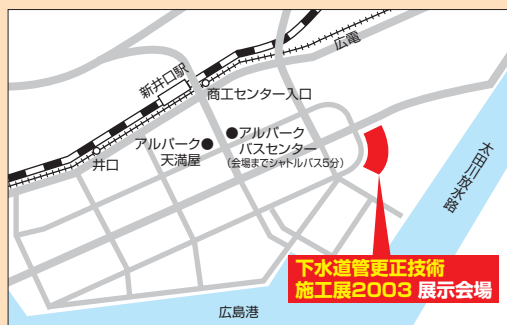 広電
新井口駅
商工センター入口
アルパーク
バスセンター
(会場までシャトルバス5分)
アルパーク
天満屋
井口
太田川放水路
下水道管更正技術
施工展2003 展示会場
広島港